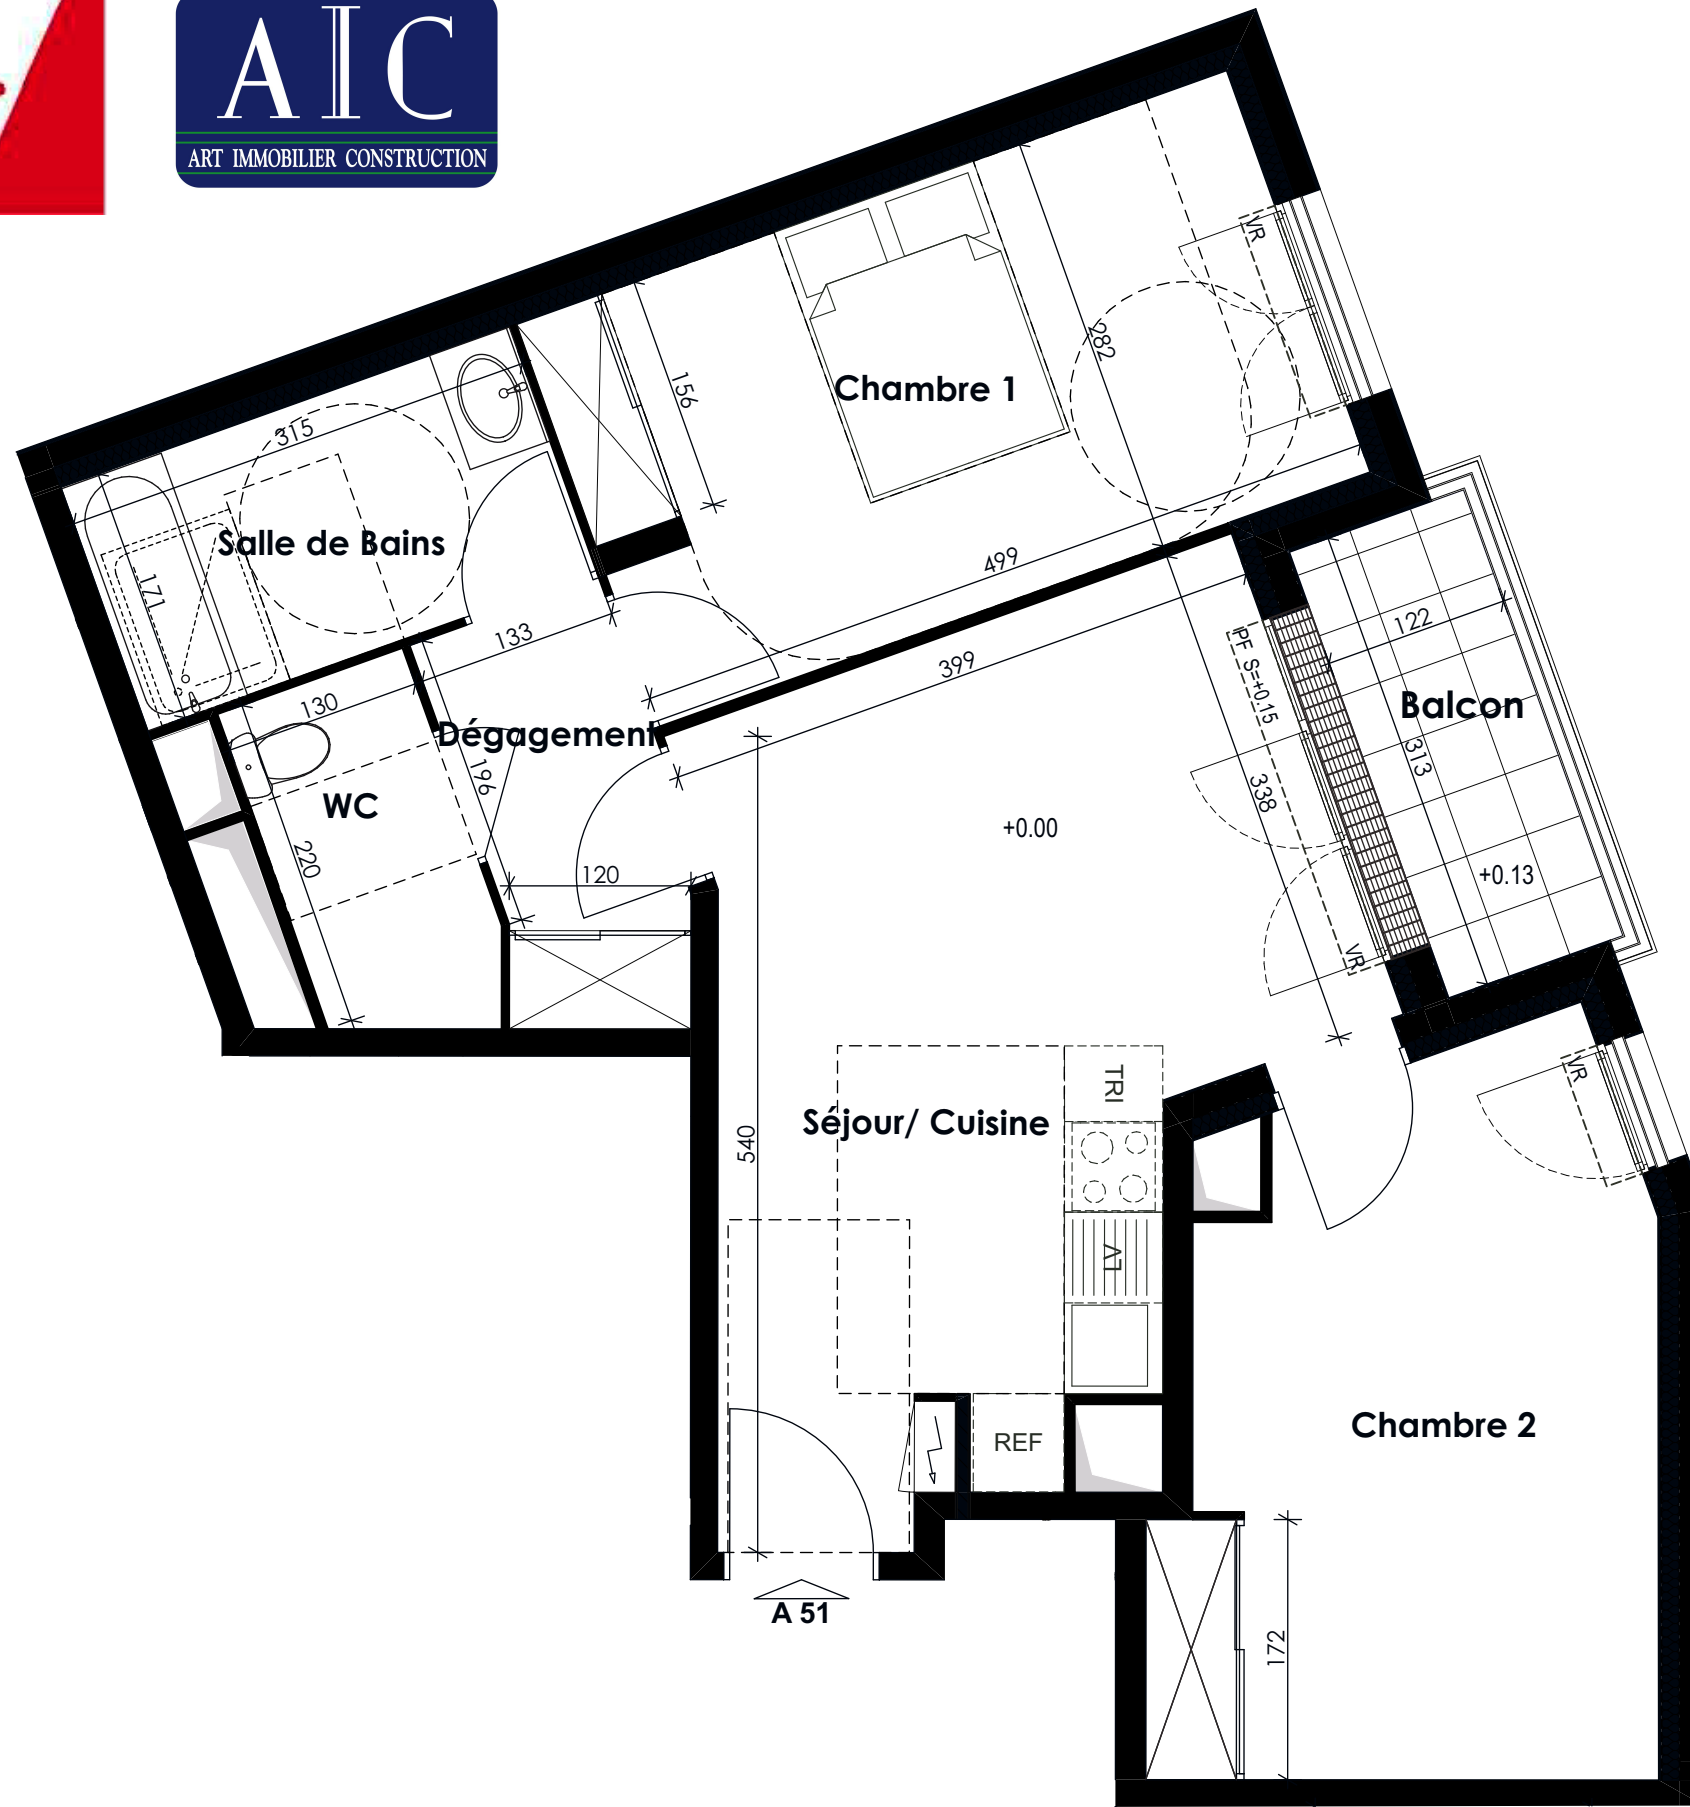 AIC
ART IMMOBILIER CONSTRUCTION
VR
282
Chambre 1
156
315
Salle de Bains
171
499
133
399
122
PF S=+0.15
Balcon
130
Dégagement
196
313
338
WC
+0.00
220
120
+0.13
VR
VR
TRI
Séjour/ Cuisine
540
LV
Chambre 2
REF
A 51
172